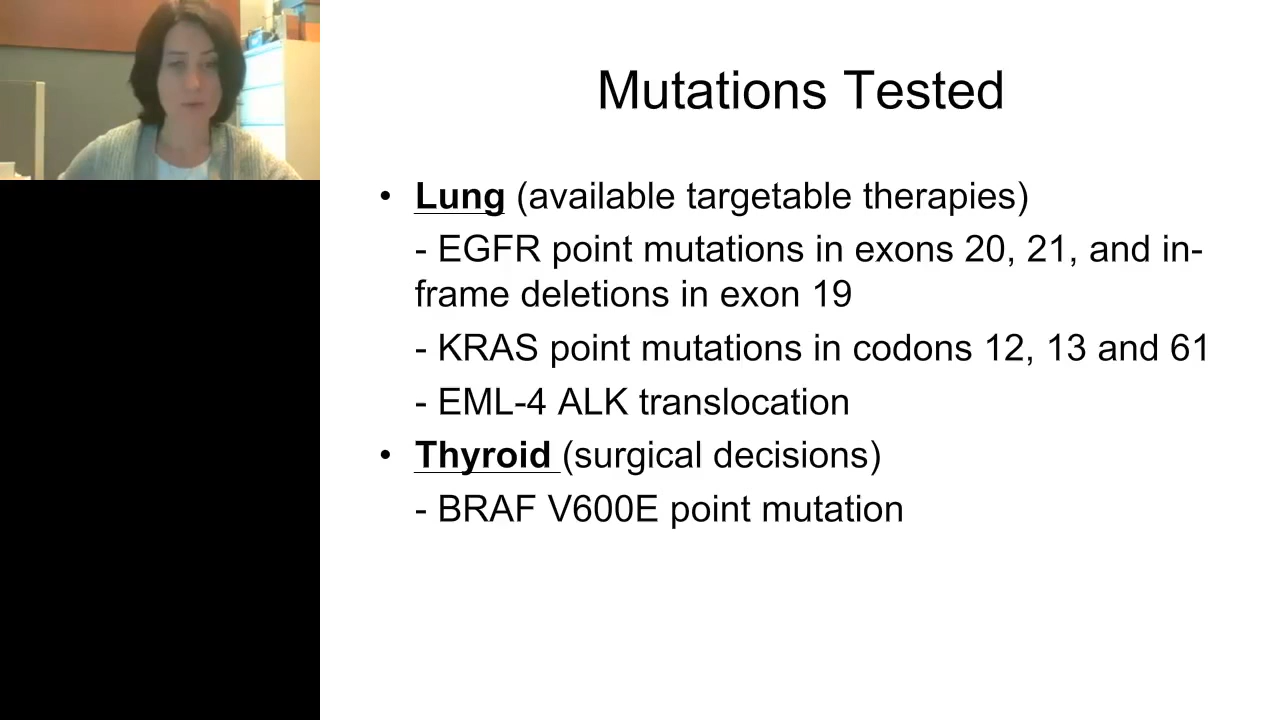 Mutations Tested
• Lung (available targetable therapies)
- EGFR point mutations in exons 20, 21, and in-
frame deletions in exon 19
- KRAS point mutations in codons 12, 13 and 61
- EML-4 ALK translocation
• Thyroid (surgical decisions)
- BRAF V600E point mutation